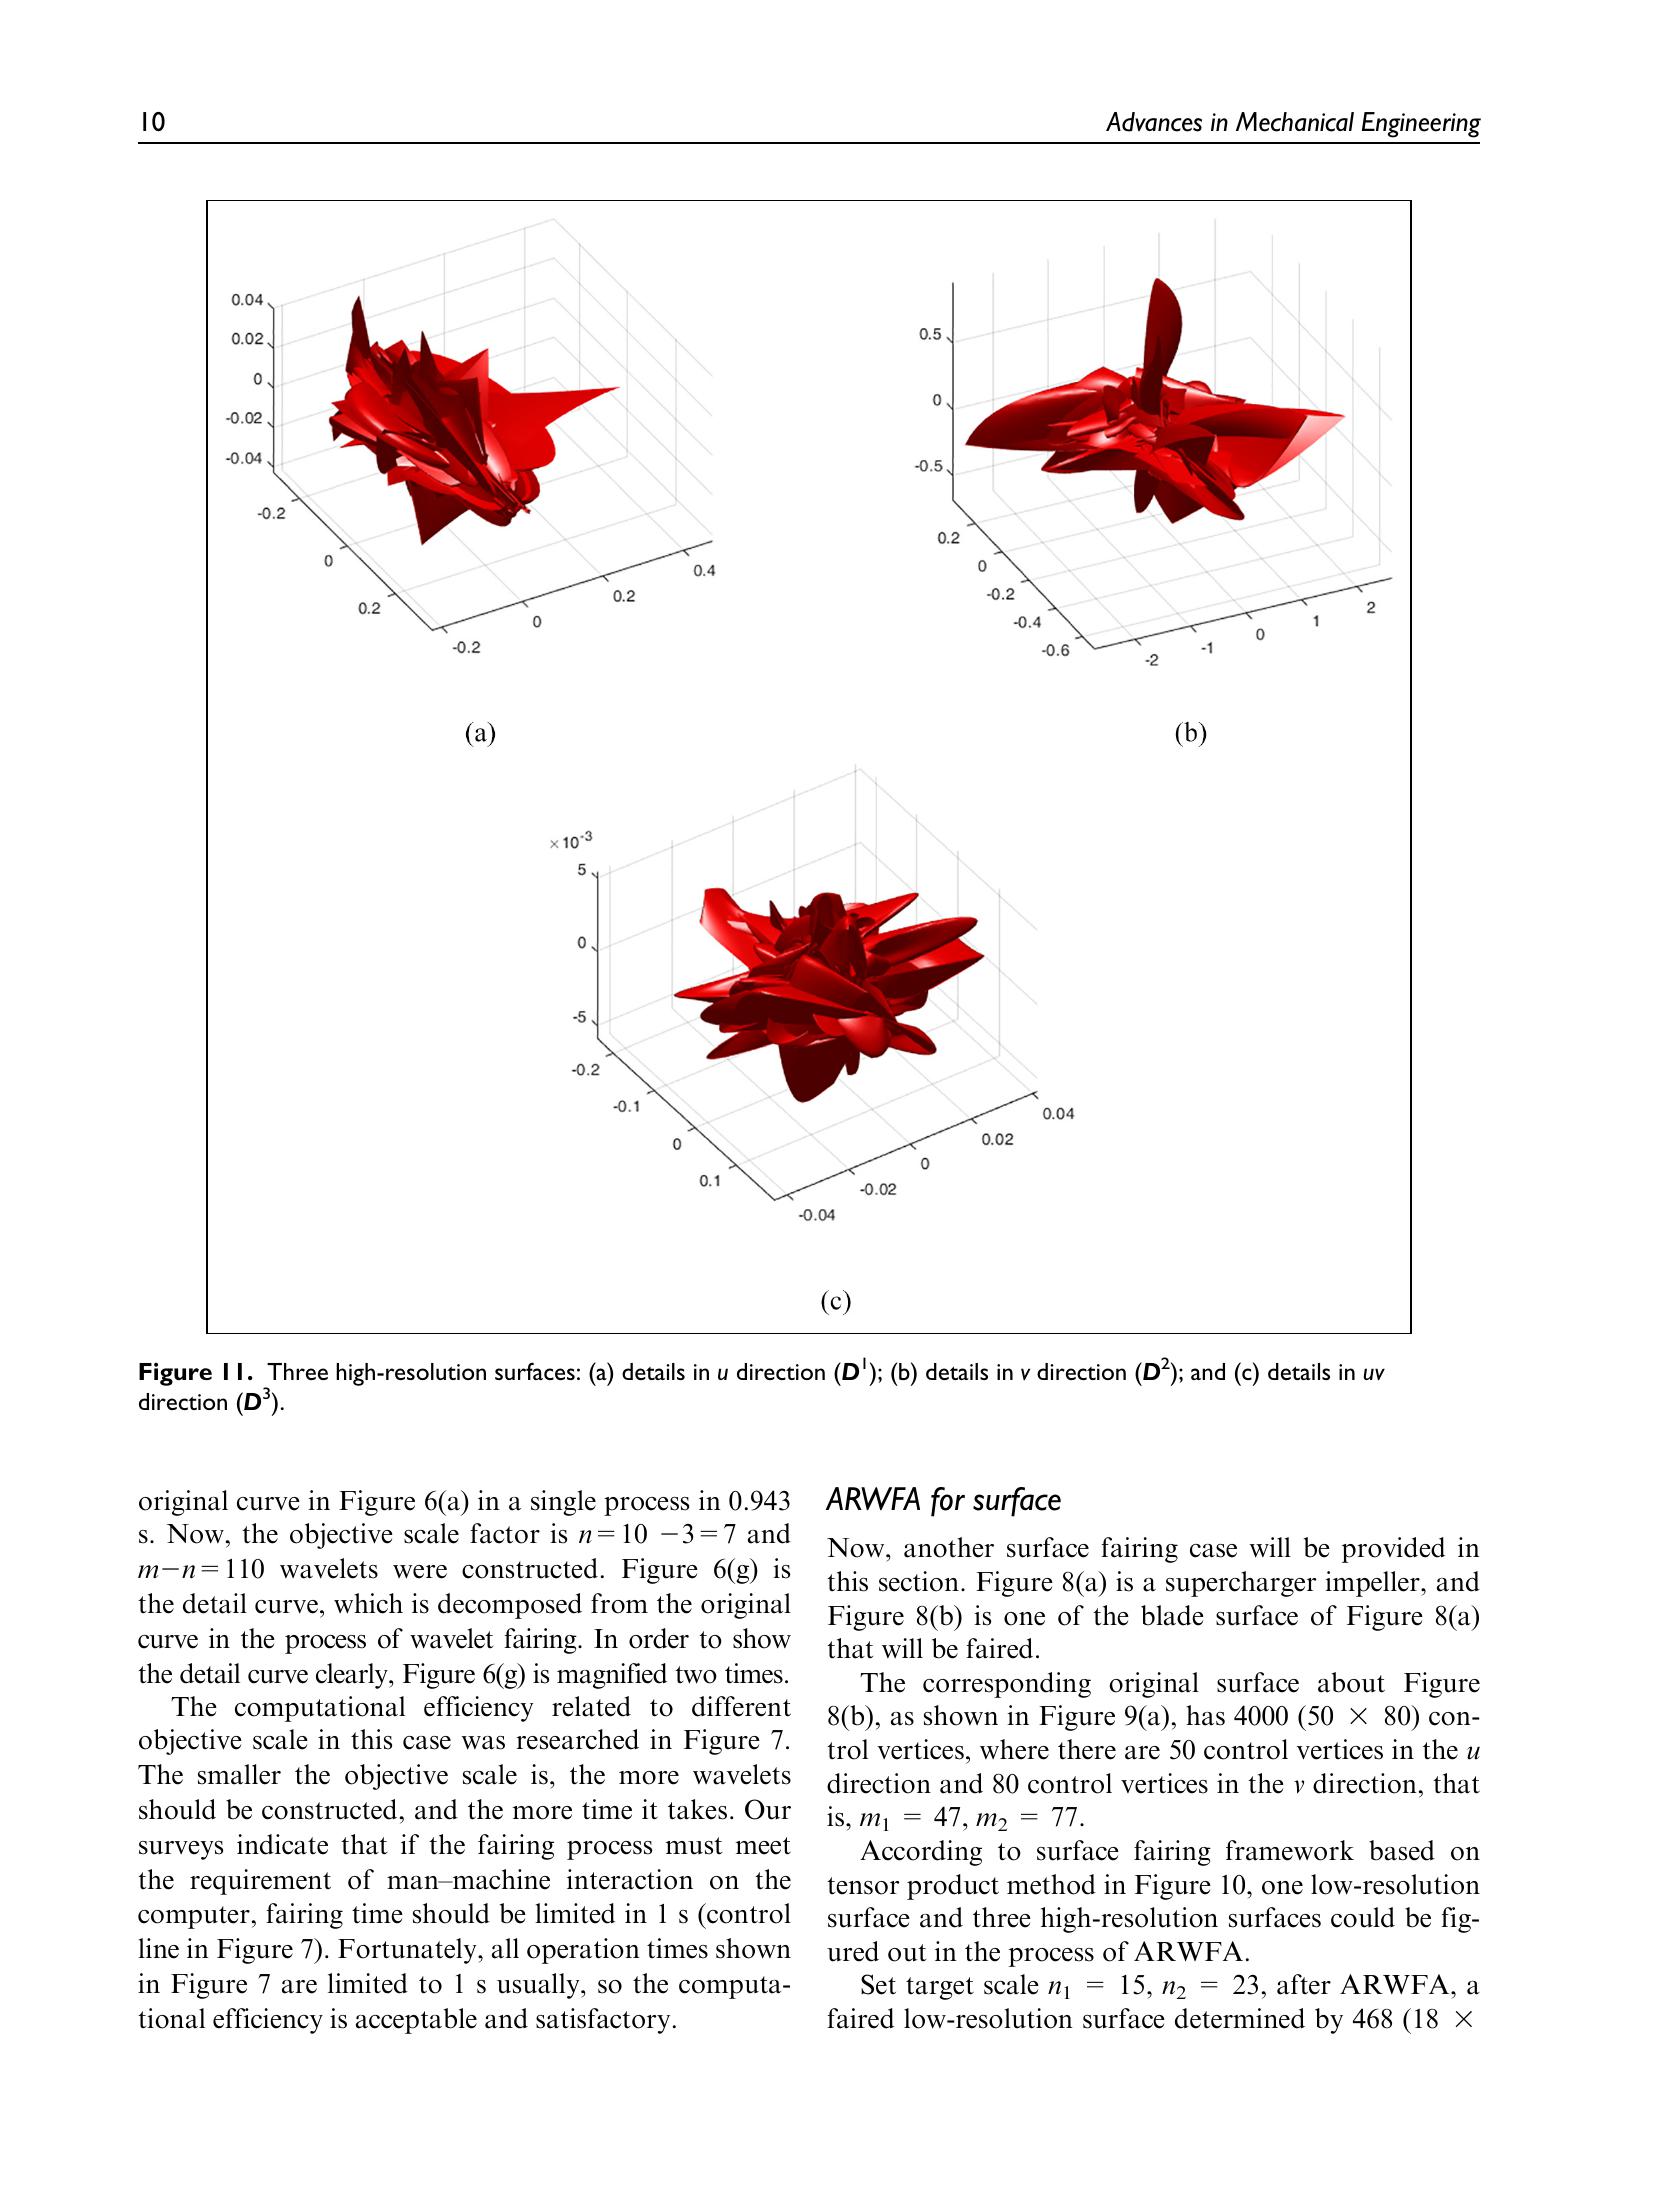 10
Advances in Mechanical Engineering
0.04
0.02
0
-0.02
-0.04
-0.2
0
0.2
-0.2
0
0.2
0.4
(a)
0.5
0
-0.5
0.2
0
-0.2
-0.4
-0.6
-2
-1
0
1
2
(b)
×10-3
5
0
-5
-0.2
-0.1
0
0.1
-0.04
-0.02
0
0.02
0.04
(c)
Figure 11. Three high-resolution surfaces: (a) details in u direction (D1); (b) details in v direction (D2); and (c) details in uv
direction (D3).
original curve in Figure 6(a) in a single process in 0.943
s. Now, the objective scale factor is n=10 −3=7 and
m−n=110 wavelets were constructed. Figure 6(g) is
the detail curve, which is decomposed from the original
curve in the process of wavelet fairing. In order to show
the detail curve clearly, Figure 6(g) is magnified two times.
The computational efficiency related to different
objective scale in this case was researched in Figure 7.
The smaller the objective scale is, the more wavelets
should be constructed, and the more time it takes. Our
surveys indicate that if the fairing process must meet
the requirement of man–machine interaction on the
computer, fairing time should be limited in 1 s (control
line in Figure 7). Fortunately, all operation times shown
in Figure 7 are limited to 1 s usually, so the computa-
tional efficiency is acceptable and satisfactory.
ARWFA for surface
Now, another surface fairing case will be provided in
this section. Figure 8(a) is a supercharger impeller, and
Figure 8(b) is one of the blade surface of Figure 8(a)
that will be faired.
The corresponding original surface about Figure
8(b), as shown in Figure 9(a), has 4000 (50 × 80) con-
trol vertices, where there are 50 control vertices in the u
direction and 80 control vertices in the v direction, that
is, m1 = 47, m2 = 77.
According to surface fairing framework based on
tensor product method in Figure 10, one low-resolution
surface and three high-resolution surfaces could be fig-
ured out in the process of ARWFA.
Set target scale n1 = 15, n2 = 23, after ARWFA, a
faired low-resolution surface determined by 468 (18 ×